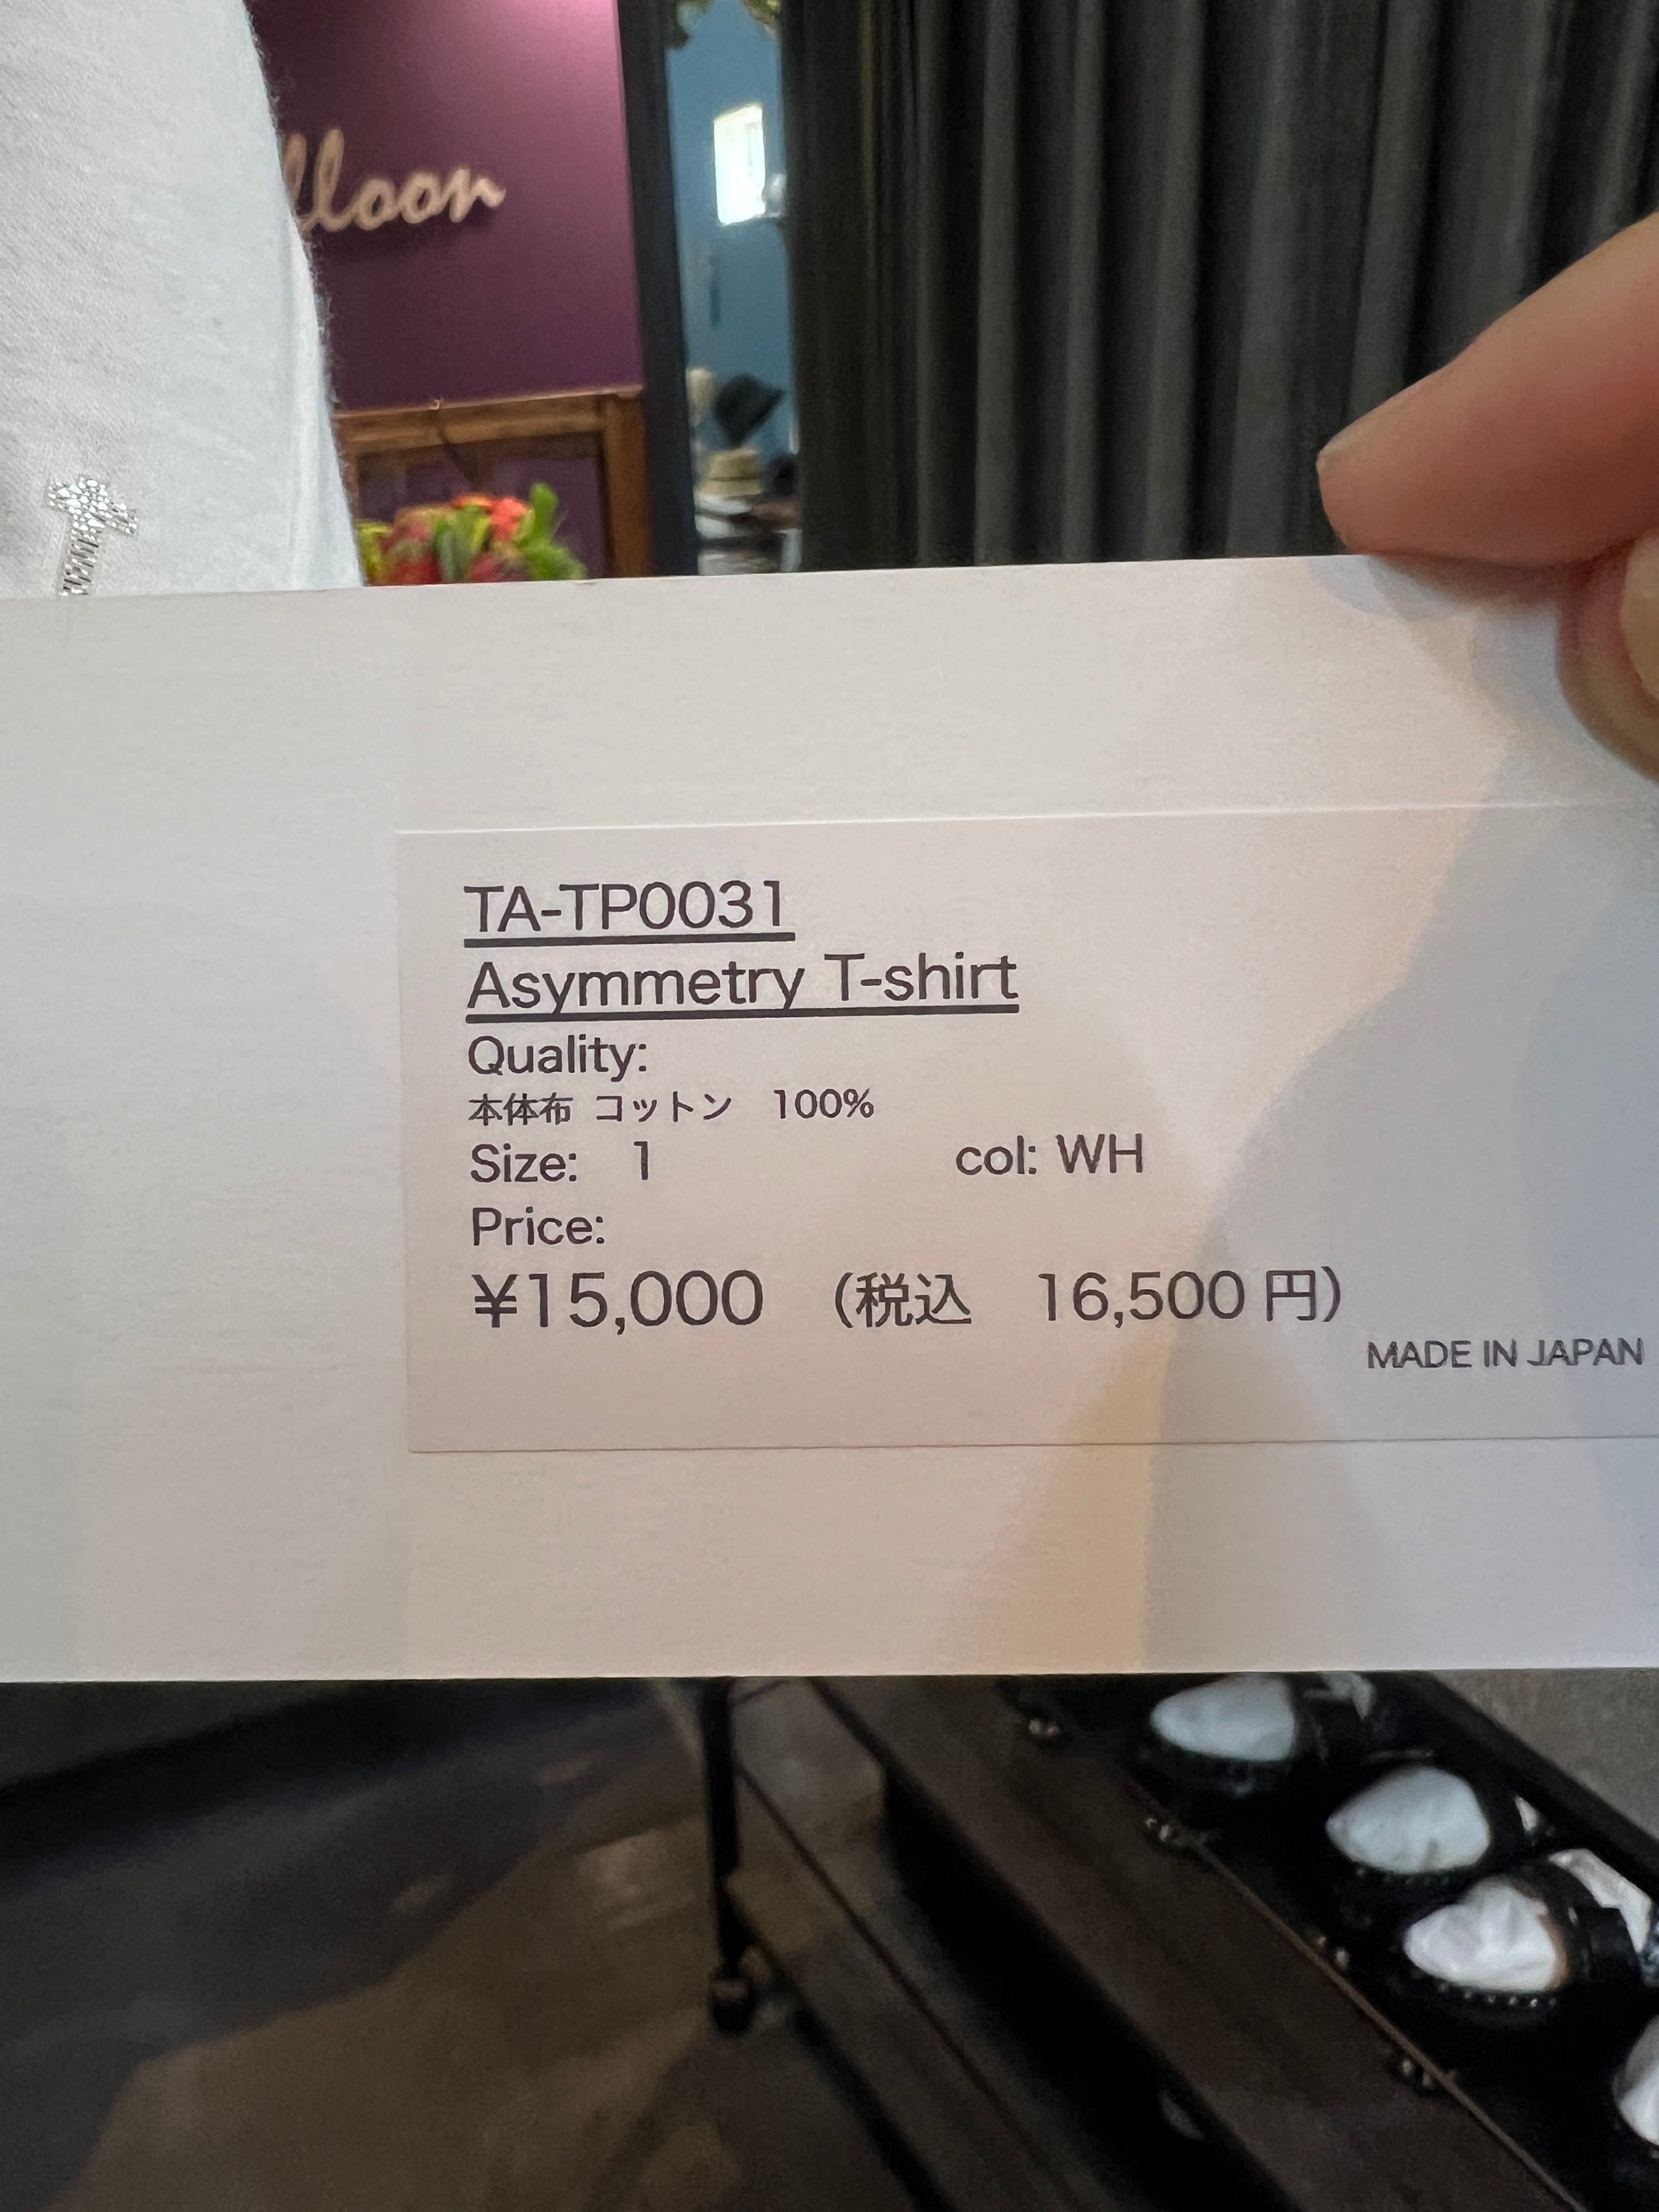 TA-TP0031
Asymmetry T-shirt
Quality:
本体布 コットン 100%
Size: 1 col: WH
Price:
¥15,000 (税込 16,500 円)
MADE IN JAPAN